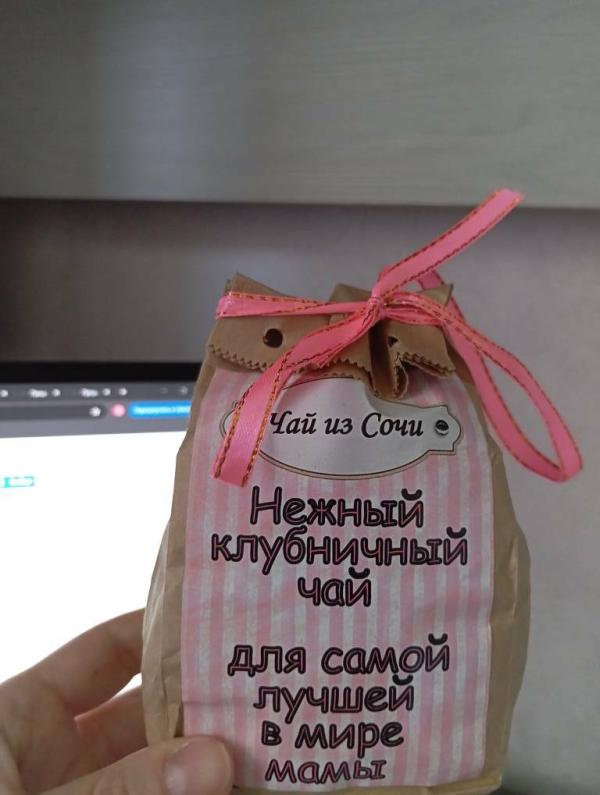 Чай из Сочи
Нежный
клубничный
чай
для самой
лучшей
в мире
мамы